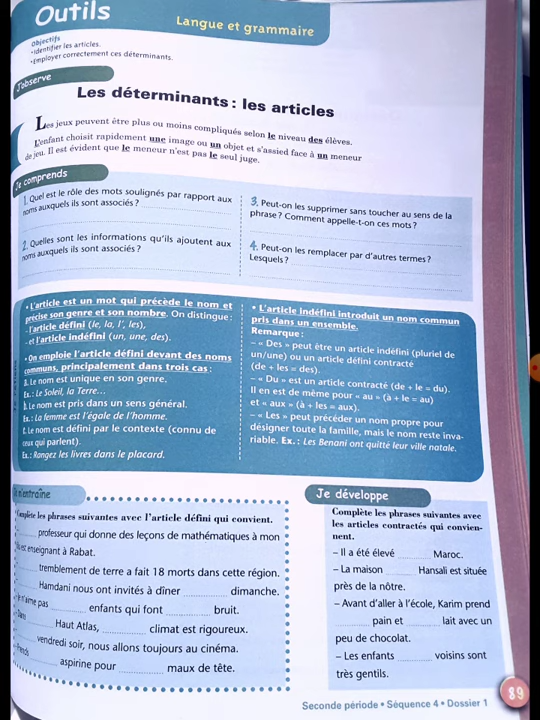 Outils
Langue et grammaire
Objectifs
•Identifier les articles.
•Employer correctement ces déterminants.
J'observe
Les déterminants : les articles
Les jeux peuvent être plus ou moins compliqués selon le niveau des élèves.
L'enfant choisit rapidement une image ou un objet et s'assied face à un meneur
de jeu. Il est évident que le meneur n'est pas le seul juge.
Je comprends
1. Quel est le rôle des mots soulignés par rapport aux
noms auxquels ils sont associés ?
2. Quelles sont les informations qu'ils ajoutent aux
noms auxquels ils sont associés ?
3. Peut-on les supprimer sans toucher au sens de la
phrase ? Comment appelle-t-on ces mots ?
4. Peut-on les remplacer par d'autres termes ?
Lesquels ?
• L'article est un mot qui précède le nom et
précise son genre et son nombre. On distingue :
- l'article défini (le, la, l', les),
- et l'article indéfini (un, une, des).
• On emploie l'article défini devant des noms
communs, principalement dans trois cas :
a. Le nom est unique en son genre.
Ex. : Le Soleil, la Terre...
b. Le nom est pris dans un sens général.
Ex. : La femme est l'égale de l'homme.
c. Le nom est défini par le contexte (connu de
ceux qui parlent).
Ex. : Rangez les livres dans le placard.
• L'article indéfini introduit un nom commun
pris dans un ensemble.
Remarque :
– « Des » peut être un article indéfini (pluriel de
un/une) ou un article défini contracté
(de + les = des).
– « Du » est un article contracté (de + le = du).
Il en est de même pour « au » (à + le = au)
et « aux » (à + les = aux).
– « Les » peut précéder un nom propre pour
désigner toute la famille, mais le nom reste inva-
riable. Ex. : Les Benani ont quitté leur ville natale.
Je m'entraîne
Complète les phrases suivantes avec l'article défini qui convient.
professeur qui donne des leçons de mathématiques à mon
est enseignant à Rabat.
tremblement de terre a fait 18 morts dans cette région.
Hamdani nous ont invités à dîner dimanche.
Je n'aime pas enfants qui font bruit.
Dans Haut Atlas, climat est rigoureux.
vendredi soir, nous allons toujours au cinéma.
Prends aspirine pour maux de tête.
Je développe
Complète les phrases suivantes avec
les articles contractés qui convien-
nent.
– Il a été élevé Maroc.
– La maison Hansali est située
près de la nôtre.
– Avant d'aller à l'école, Karim prend
pain et lait avec un
peu de chocolat.
– Les enfants voisins sont
très gentils.
Seconde période • Séquence 4 • Dossier 1
89